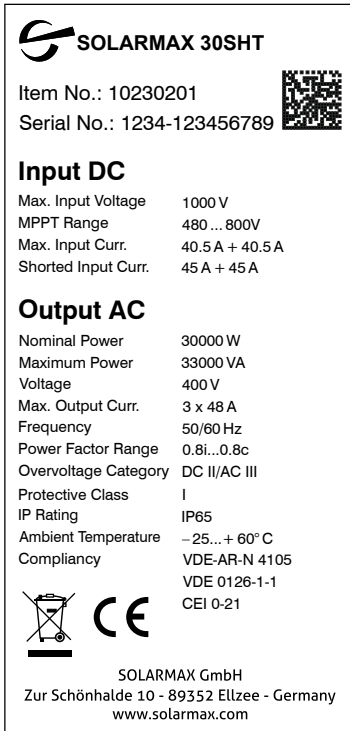 SOLARMAX 30SHT
Item No.: 10230201
Serial No.: 1234-123456789
Input DC
Max. Input Voltage 1000 V
MPPT Range 480 ... 800V
Max. Input Curr. 40.5 A + 40.5 A
Shorted Input Curr. 45 A + 45 A
Output AC
Nominal Power 30000 W
Maximum Power 33000 VA
Voltage 400 V
Max. Output Curr. 3 x 48 A
Frequency 50/60 Hz
Power Factor Range 0.8i...0.8c
Overvoltage Category DC II/AC III
Protective Class I
IP Rating IP65
Ambient Temperature – 25...+ 60° C
Compliancy VDE-AR-N 4105
VDE 0126-1-1
CEI 0-21
CE
SOLARMAX GmbH
Zur Schönhalde 10 - 89352 Ellzee - Germany
www.solarmax.com